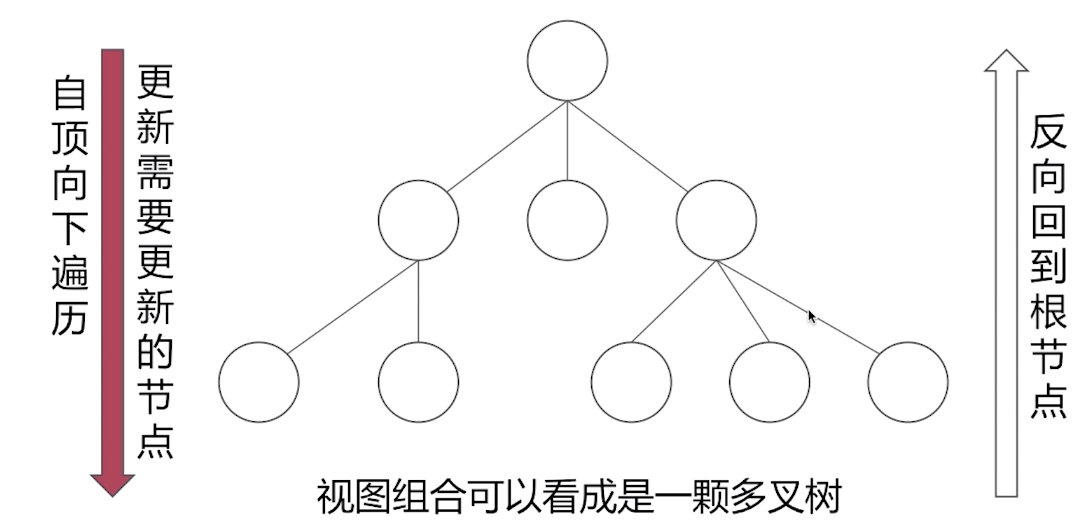 自顶向下遍历
更新需要更新的节点
反向回到根节点
视图组合可以看成是一颗多叉树